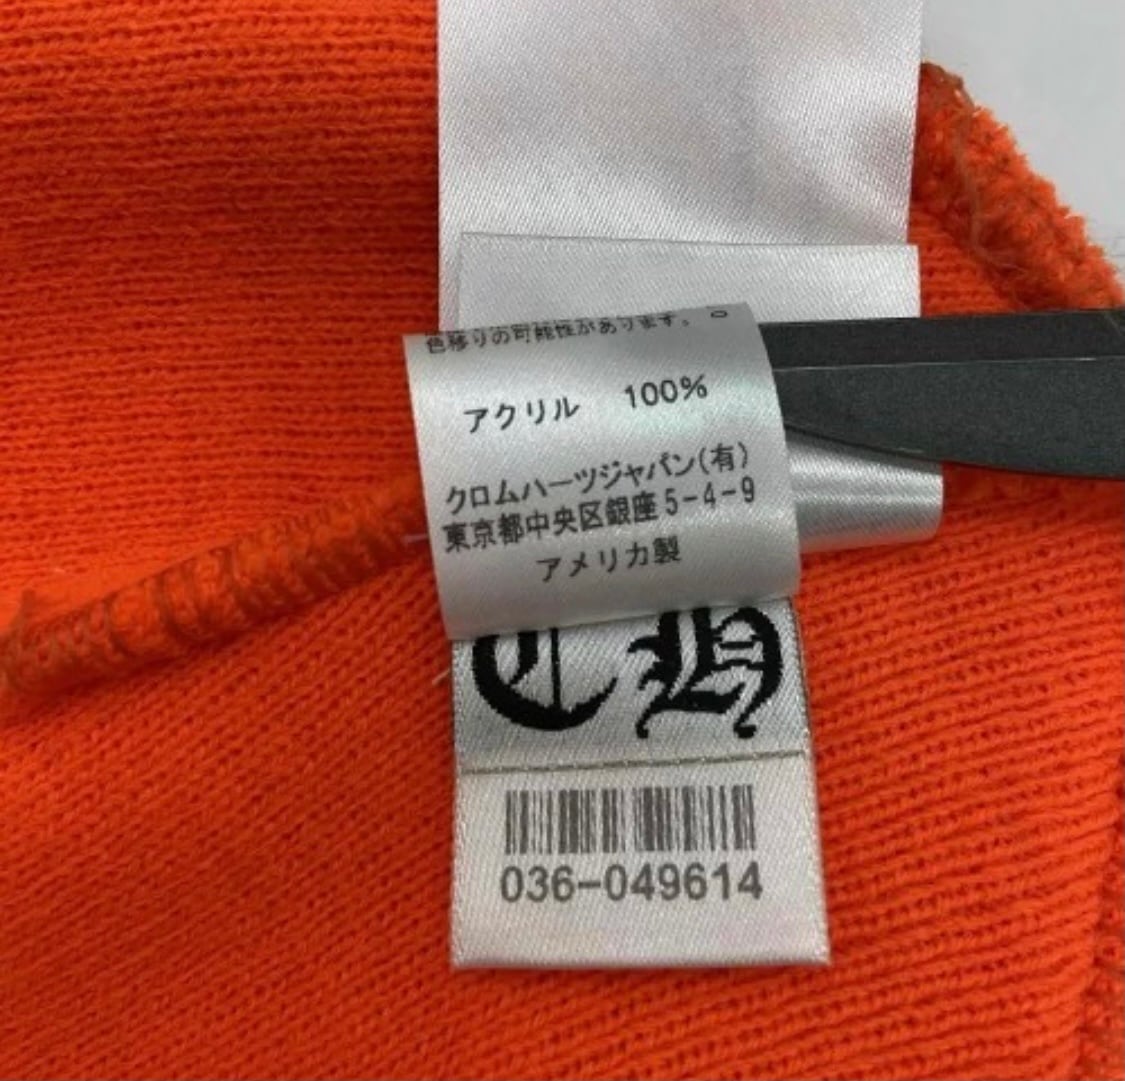 色移りの可能性があります。
アクリル 100%
クロムハーツジャパン(有)
東京都中央区銀座5-4-9
アメリカ製
CH
036-049614